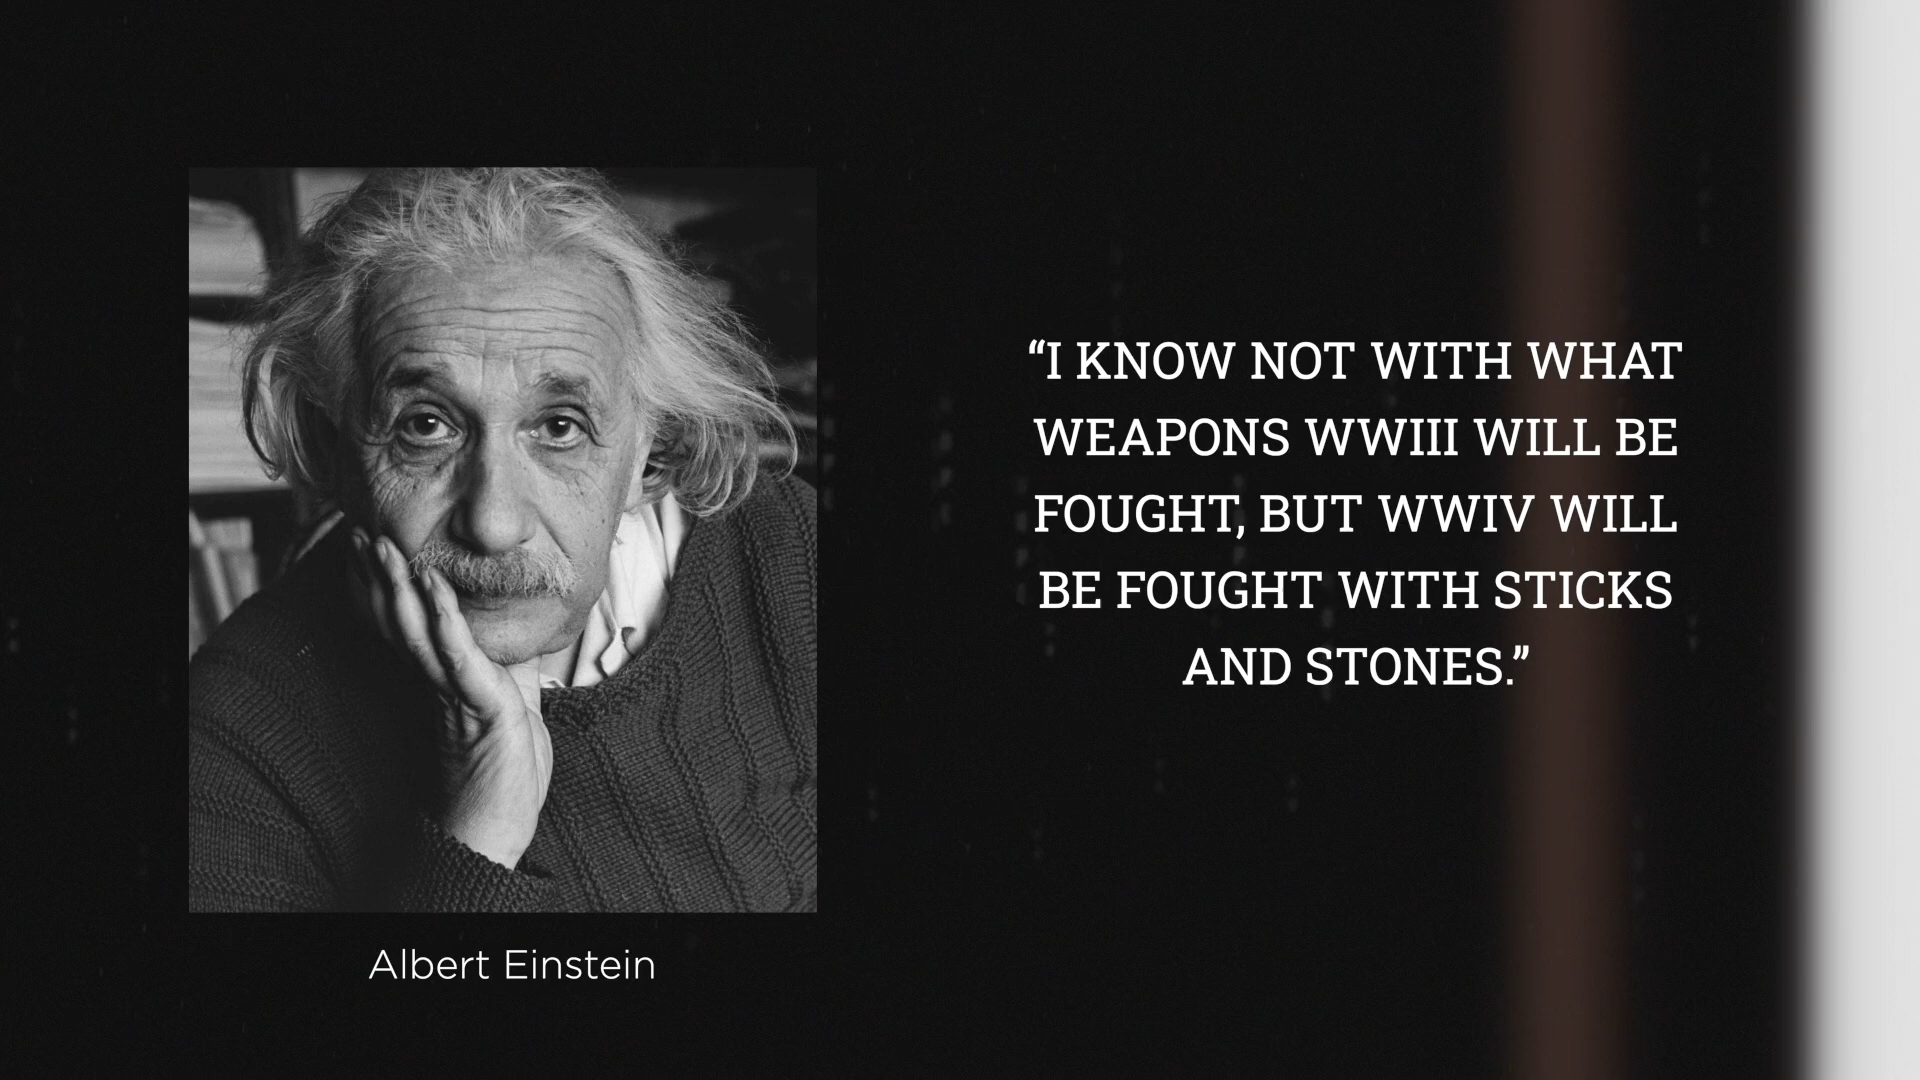 “I KNOW NOT WITH WHAT
WEAPONS WWIII WILL BE
FOUGHT, BUT WWIV WILL
BE FOUGHT WITH STICKS
AND STONES.”
Albert Einstein